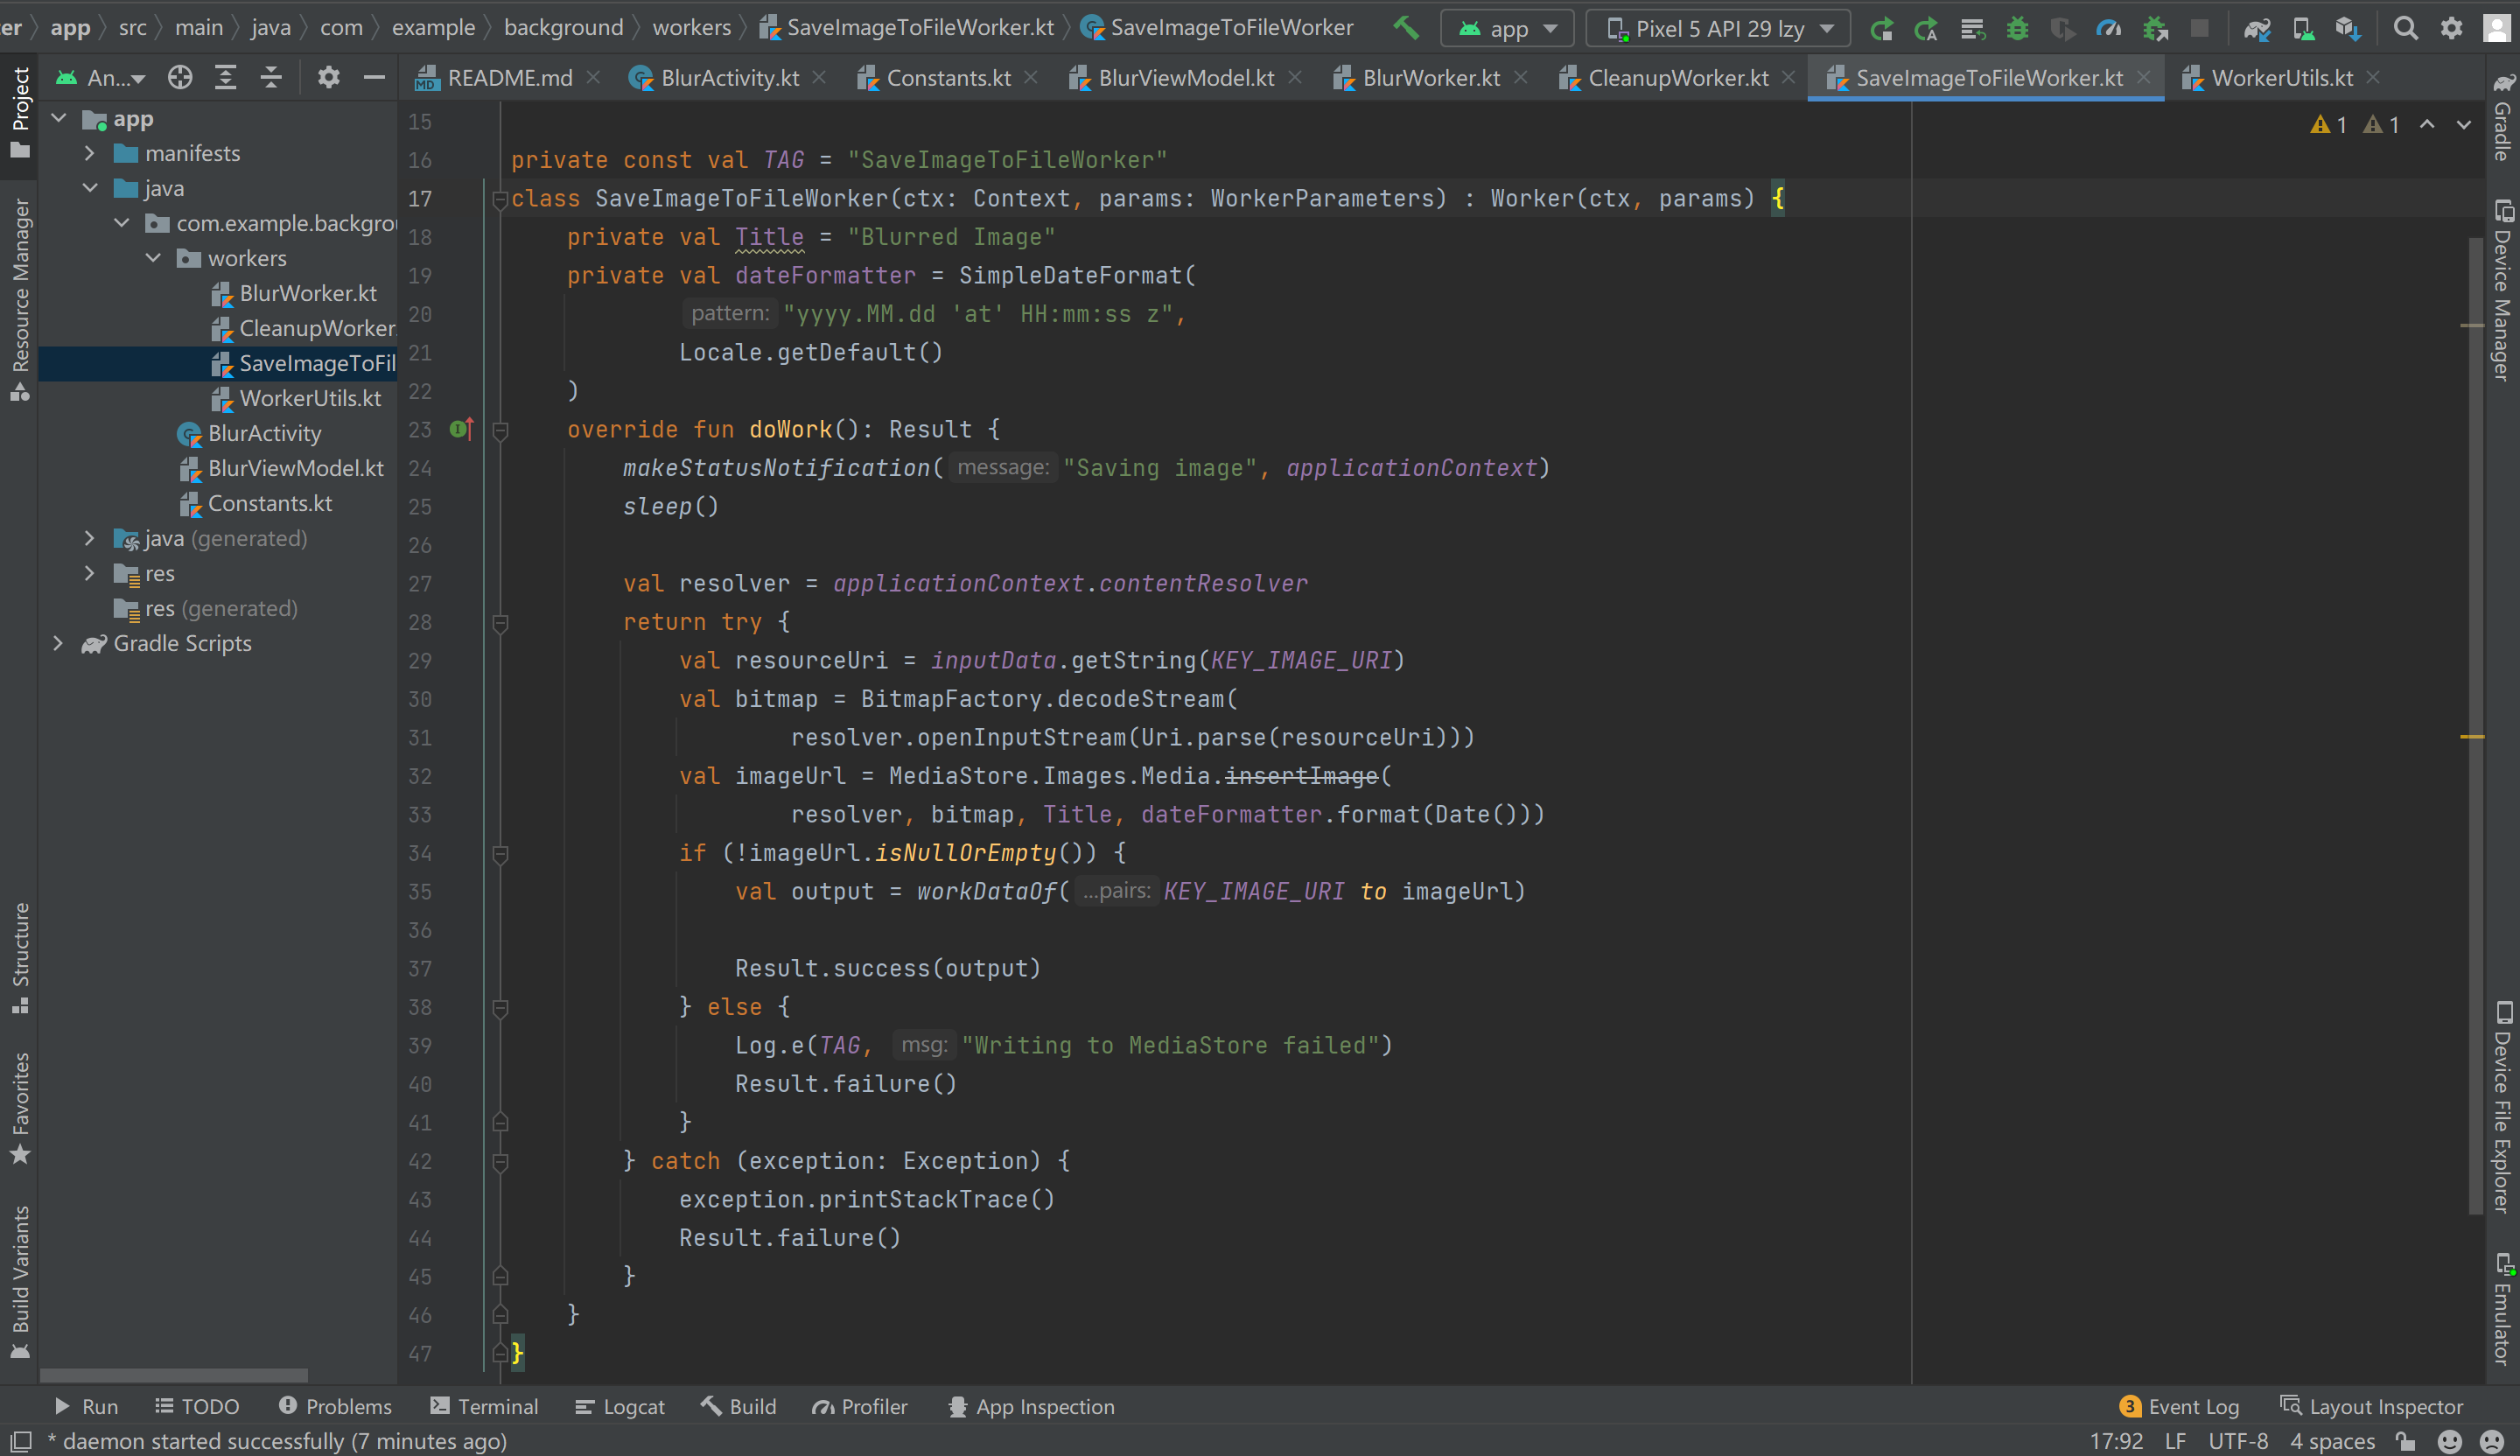 er › app › src › main › java › com › example › background › workers › SaveImageToFileWorker.kt › SaveImageToFileWorker
app
Pixel 5 API 29 lzy
Project
Resource Manager
Structure
Favorites
Build Variants
An...
app
manifests
java
com.example.backgro
workers
BlurWorker.kt
CleanupWorker.
SaveImageToFil
WorkerUtils.kt
BlurActivity
BlurViewModel.kt
Constants.kt
java (generated)
res
res (generated)
Gradle Scripts
README.md BlurActivity.kt Constants.kt BlurViewModel.kt BlurWorker.kt CleanupWorker.kt SaveImageToFileWorker.kt WorkerUtils.kt
1 1
15
16 private const val TAG = "SaveImageToFileWorker"
17 class SaveImageToFileWorker(ctx: Context, params: WorkerParameters) : Worker(ctx, params) {
18 private val Title = "Blurred Image"
19 private val dateFormatter = SimpleDateFormat(
20 pattern: "yyyy.MM.dd 'at' HH:mm:ss z",
21 Locale.getDefault()
22 )
23 override fun doWork(): Result {
24 makeStatusNotification( message: "Saving image", applicationContext)
25 sleep()
26
27 val resolver = applicationContext.contentResolver
28 return try {
29 val resourceUri = inputData.getString(KEY_IMAGE_URI)
30 val bitmap = BitmapFactory.decodeStream(
31 resolver.openInputStream(Uri.parse(resourceUri)))
32 val imageUrl = MediaStore.Images.Media.insertImage(
33 resolver, bitmap, Title, dateFormatter.format(Date()))
34 if (!imageUrl.isNullOrEmpty()) {
35 val output = workDataOf( ...pairs: KEY_IMAGE_URI to imageUrl)
36
37 Result.success(output)
38 } else {
39 Log.e(TAG, msg: "Writing to MediaStore failed")
40 Result.failure()
41 }
42 } catch (exception: Exception) {
43 exception.printStackTrace()
44 Result.failure()
45 }
46 }
47 }
Gradle
Device Manager
Device File Explorer
Emulator
Run TODO Problems Terminal Logcat Build Profiler App Inspection
3 Event Log Layout Inspector
* daemon started successfully (7 minutes ago)
17:92 LF UTF-8 4 spaces